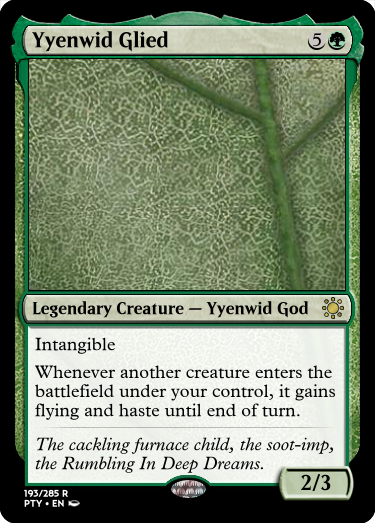 Yyenwid Glied 5
Legendary Creature — Yyenwid God
Intangible
Whenever another creature enters the
battlefield under your control, it gains
flying and haste until end of turn.
The cackling furnace child, the soot-imp,
the Rumbling In Deep Dreams.
2/3
193/285 R
PTY • EN